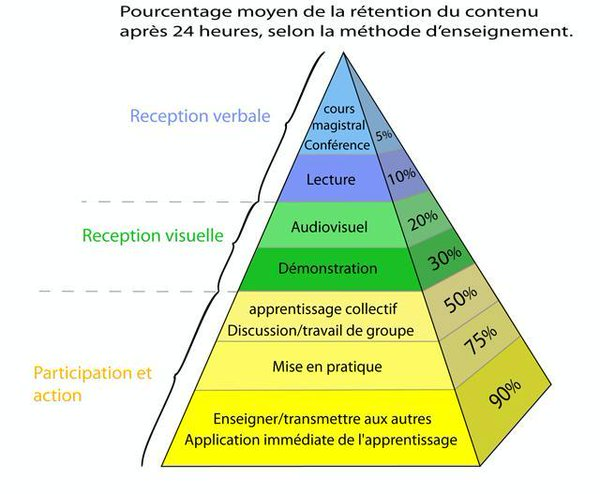 Pourcentage moyen de la rétention du contenu
après 24 heures, selon la méthode d’enseignement.
Reception verbale
cours
magistral
Conférence
5%
Lecture
10%
Reception visuelle
Audiovisuel
20%
Démonstration
30%
Participation et
action
apprentissage collectif
Discussion/travail de groupe
50%
Mise en pratique
75%
Enseigner/transmettre aux autres
Application immédiate de l'apprentissage
90%